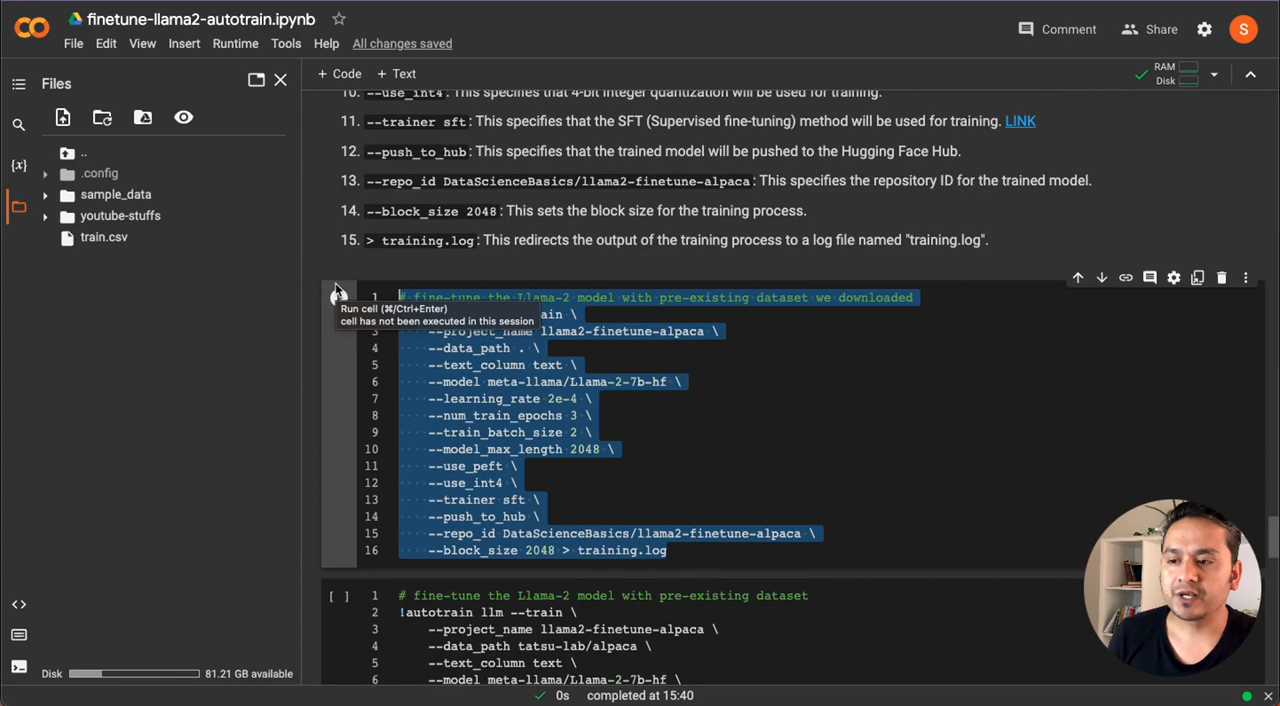 finetune-llama2-autotrain.ipynb
File Edit View Insert Runtime Tools Help All changes saved
Comment Share S
Files
+ Code + Text
RAM
Disk
..
.config
sample_data
youtube-stuffs
train.csv
10. --use_int4: This specifies that 4-bit integer quantization will be used for training.
11. --trainer sft: This specifies that the SFT (Supervised fine-tuning) method will be used for training. LINK
12. --push_to_hub: This specifies that the trained model will be pushed to the Hugging Face Hub.
13. --repo_id DataScienceBasics/llama2-finetune-alpaca: This specifies the repository ID for the trained model.
14. --block_size 2048: This sets the block size for the training process.
15. > training.log: This redirects the output of the training process to a log file named "training.log".
1 # fine-tune the Llama-2 model with pre-existing dataset we downloaded
Run cell (⌘/Ctrl+Enter)
cell has not been executed in this session
ain \
3 --project_name llama2-finetune-alpaca \
4 --data_path . \
5 --text_column text \
6 --model meta-llama/Llama-2-7b-hf \
7 --learning_rate 2e-4 \
8 --num_train_epochs 3 \
9 --train_batch_size 2 \
10 --model_max_length 2048 \
11 --use_peft \
12 --use_int4 \
13 --trainer sft \
14 --push_to_hub \
15 --repo_id DataScienceBasics/llama2-finetune-alpaca \
16 --block_size 2048 > training.log
[ ] 1 # fine-tune the Llama-2 model with pre-existing dataset
2 !autotrain llm --train \
3 --project_name llama2-finetune-alpaca \
4 --data_path tatsu-lab/alpaca \
5 --text_column text \
6 --model meta-llama/Llama-2-7b-hf \
Disk 81.21 GB available
0s completed at 15:40